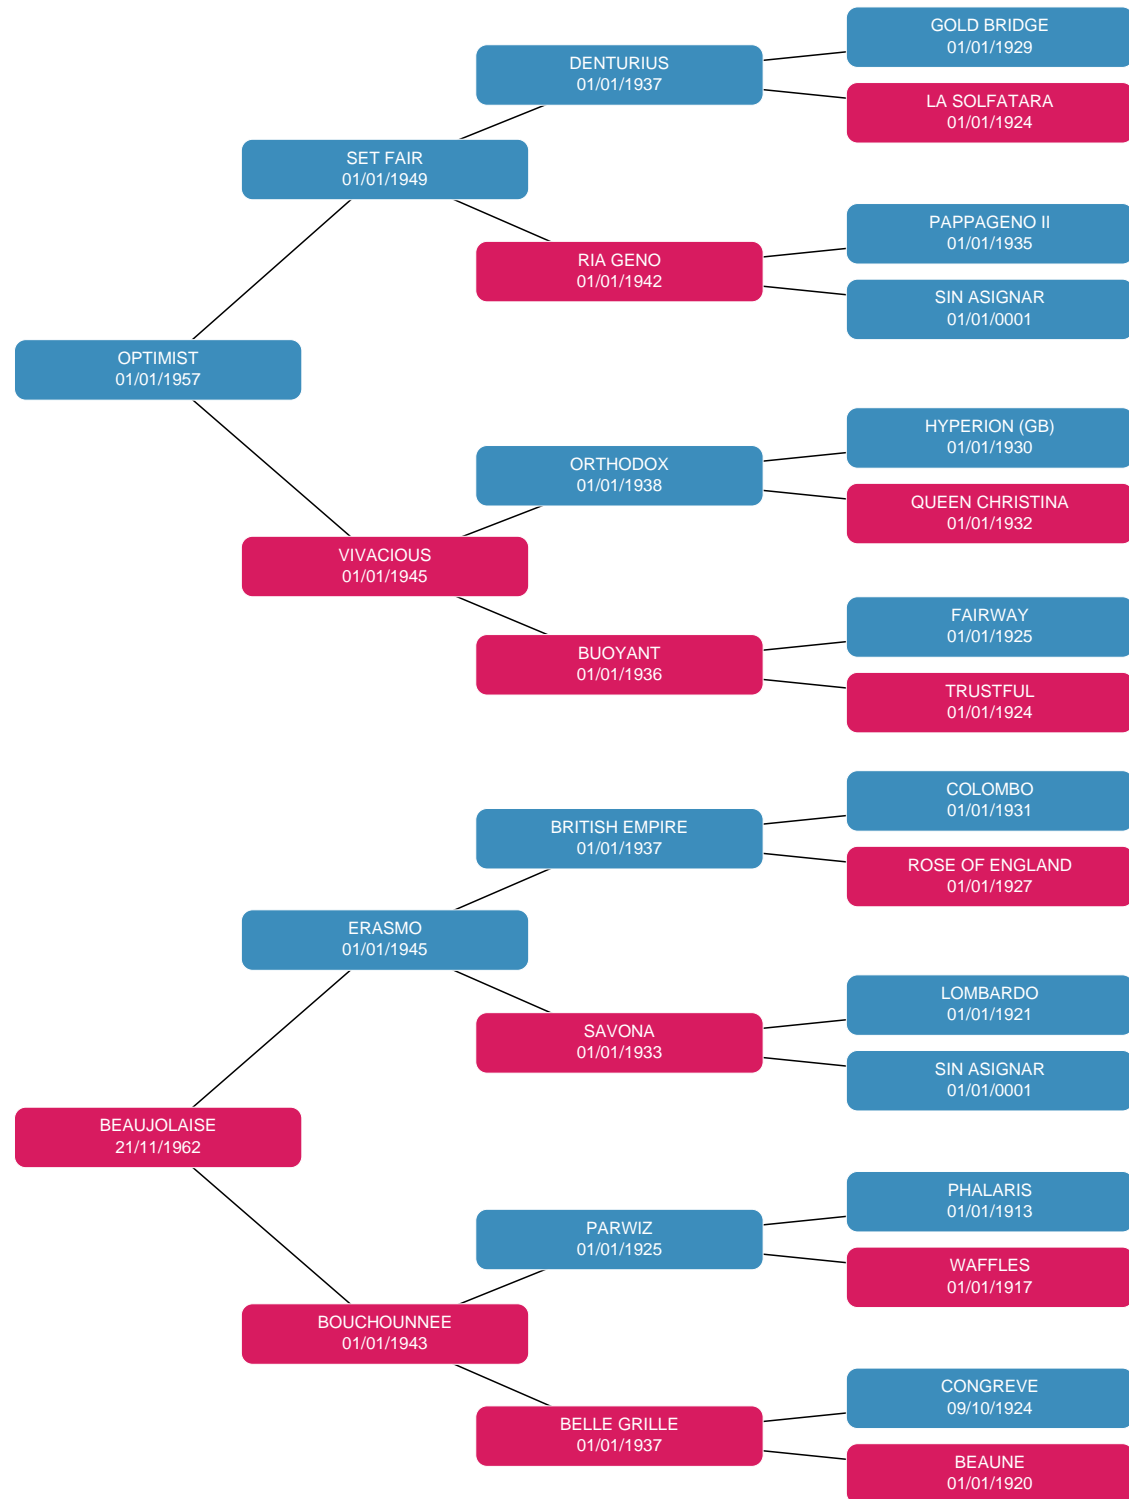 GOLD BRIDGE
01/01/1929
DENTURIUS
01/01/1937
LA SOLFATARA
01/01/1924
SET FAIR
01/01/1949
PAPPAGENO II
01/01/1935
RIA GENO
01/01/1942
SIN ASIGNAR
01/01/0001
OPTIMIST
01/01/1957
HYPERION (GB)
01/01/1930
ORTHODOX
01/01/1938
QUEEN CHRISTINA
01/01/1932
VIVACIOUS
01/01/1945
FAIRWAY
01/01/1925
BUOYANT
01/01/1936
TRUSTFUL
01/01/1924
COLOMBO
01/01/1931
BRITISH EMPIRE
01/01/1937
ROSE OF ENGLAND
01/01/1927
ERASMO
01/01/1945
LOMBARDO
01/01/1921
SAVONA
01/01/1933
SIN ASIGNAR
01/01/0001
BEAUJOLAISE
21/11/1962
PHALARIS
01/01/1913
PARWIZ
01/01/1925
WAFFLES
01/01/1917
BOUCHOUNNEE
01/01/1943
CONGREVE
09/10/1924
BELLE GRILLE
01/01/1937
BEAUNE
01/01/1920